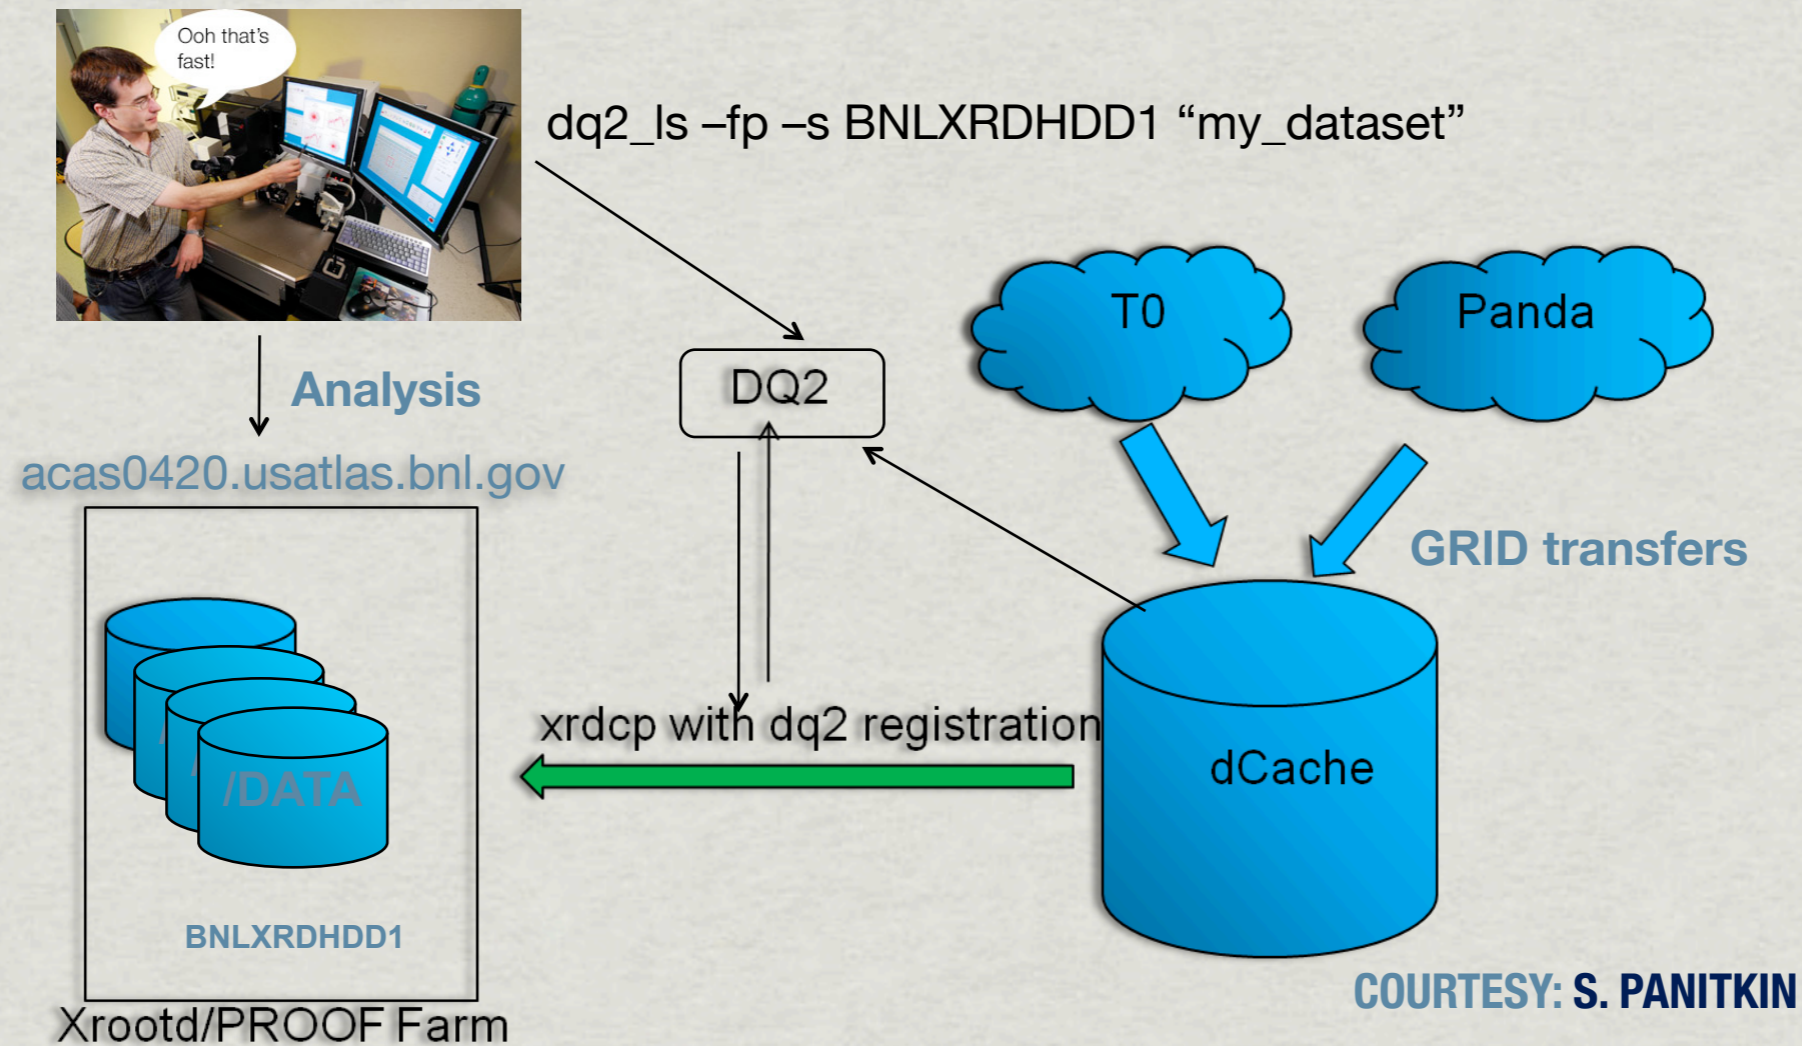 Ooh that's
fast!
dq2_ls –fp –s BNLXRDHDD1 “my_dataset”
T0
Panda
DQ2
Analysis
acas0420.usatlas.bnl.gov
GRID transfers
xrdcp with dq2 registration
dCache
/DATA
BNLXRDHDD1
COURTESY: S. PANITKIN
Xrootd/PROOF Farm